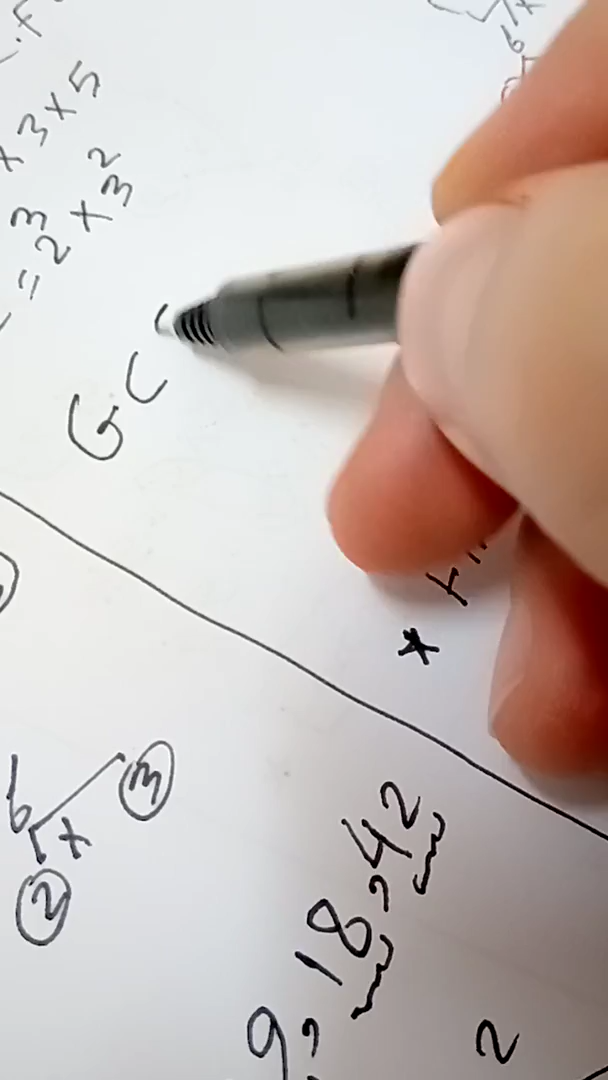 .F
× 3 × 5
= 2³ × 3²
GC
*
6
2 × 3
9, 18, 42
2